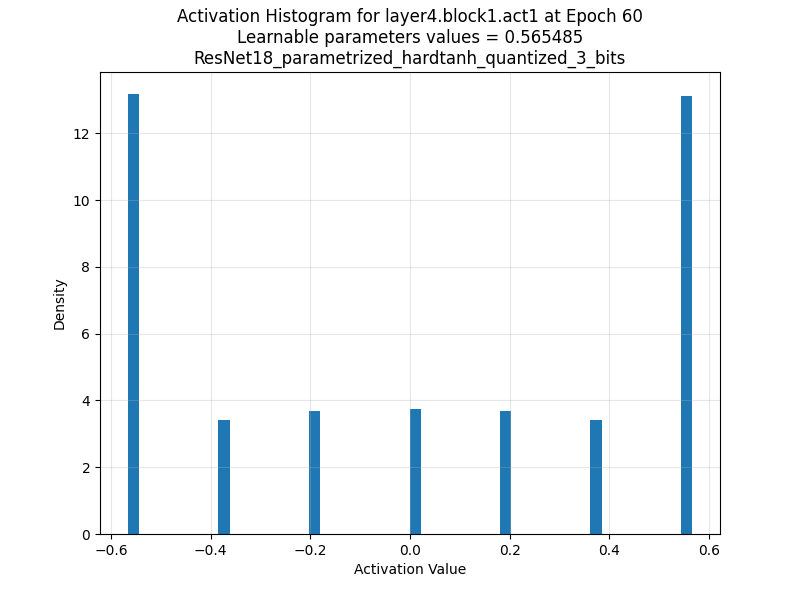 Activation Histogram for layer4.block1.act1 at Epoch 60
Learnable parameters values = 0.565485
ResNet18_parametrized_hardtanh_quantized_3_bits
12
10
8
6
4
2
0
Density
−0.6 −0.4 −0.2 0.0 0.2 0.4 0.6
Activation Value